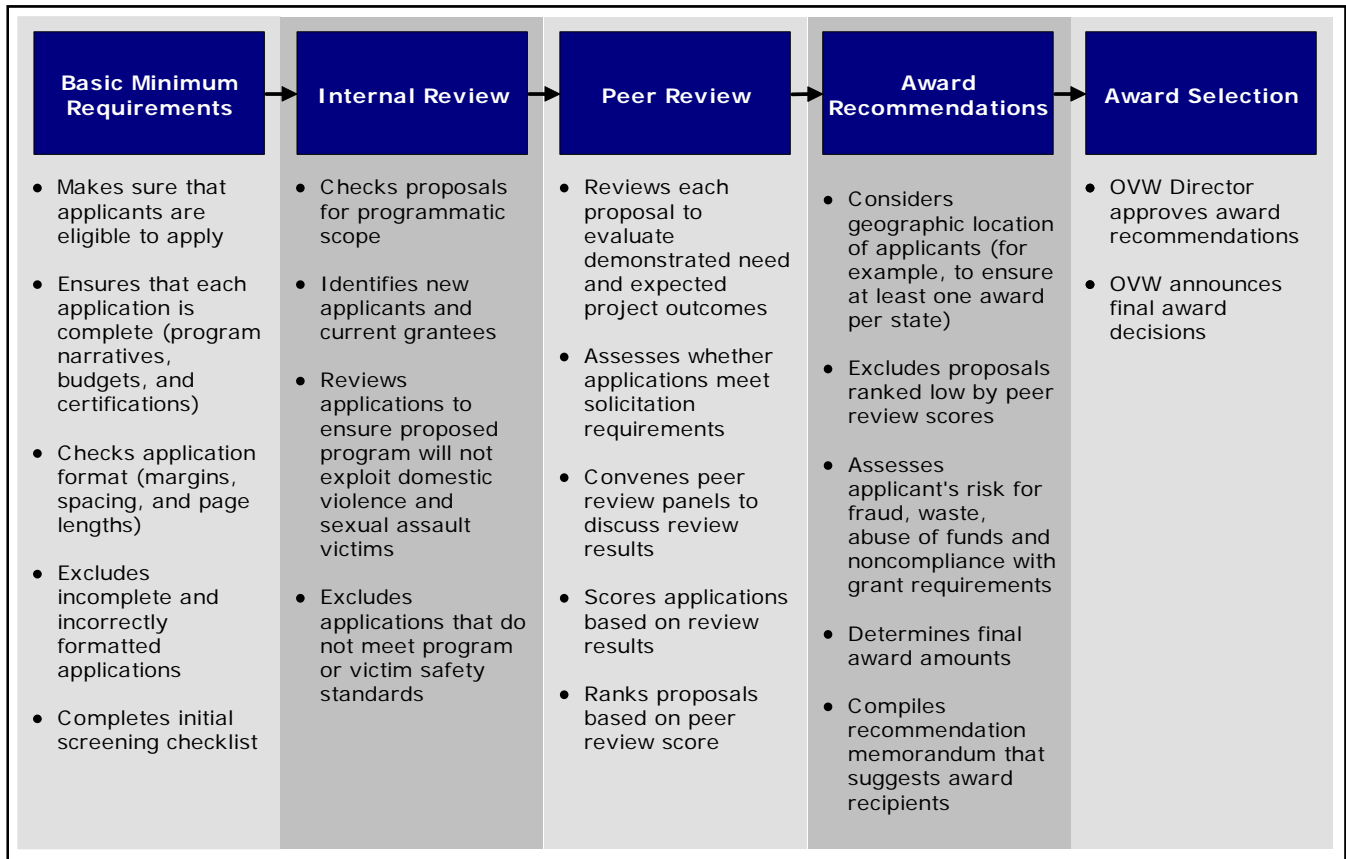 Basic Minimum
Requirements
Internal Review
Peer Review
Award
Recommendations
Award Selection
● Makes sure that
applicants are
eligible to apply
● Ensures that each
application is
complete (program
narratives,
budgets, and
certifications)
● Checks application
format (margins,
spacing, and page
lengths)
● Excludes
incomplete and
incorrectly
formatted
applications
● Completes initial
screening checklist
● Checks proposals
for programmatic
scope
● Identifies new
applicants and
current grantees
● Reviews
applications to
ensure proposed
program will not
exploit domestic
violence and
sexual assault
victims
● Excludes
applications that do
not meet program
or victim safety
standards
● Reviews each
proposal to
evaluate
demonstrated need
and expected
project outcomes
● Assesses whether
applications meet
solicitation
requirements
● Convenes peer
review panels to
discuss review
results
● Scores applications
based on review
results
● Ranks proposals
based on peer
review score
● Considers
geographic location
of applicants (for
example, to ensure
at least one award
per state)
● Excludes proposals
ranked low by peer
review scores
● Assesses
applicant's risk for
fraud, waste,
abuse of funds and
noncompliance with
grant requirements
● Determines final
award amounts
● Compiles
recommendation
memorandum that
suggests award
recipients
● OVW Director
approves award
recommendations
● OVW announces
final award
decisions